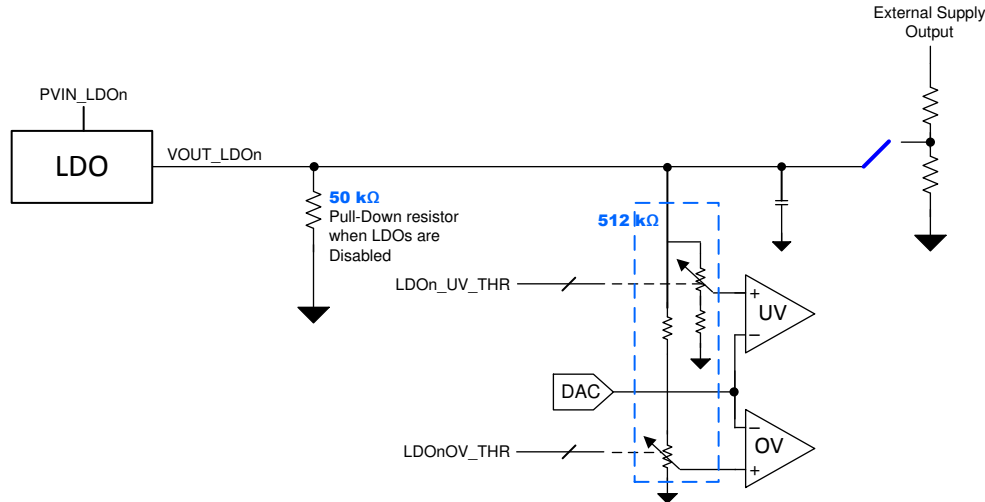 External Supply
Output
PVIN_LDOn
LDO
VOUT_LDOn
50 kΩ
Pull-Down resistor
when LDOs are
Disabled
512 kΩ
LDOn_UV_THR
+
UV
−
DAC
−
OV
+
LDOnOV_THR